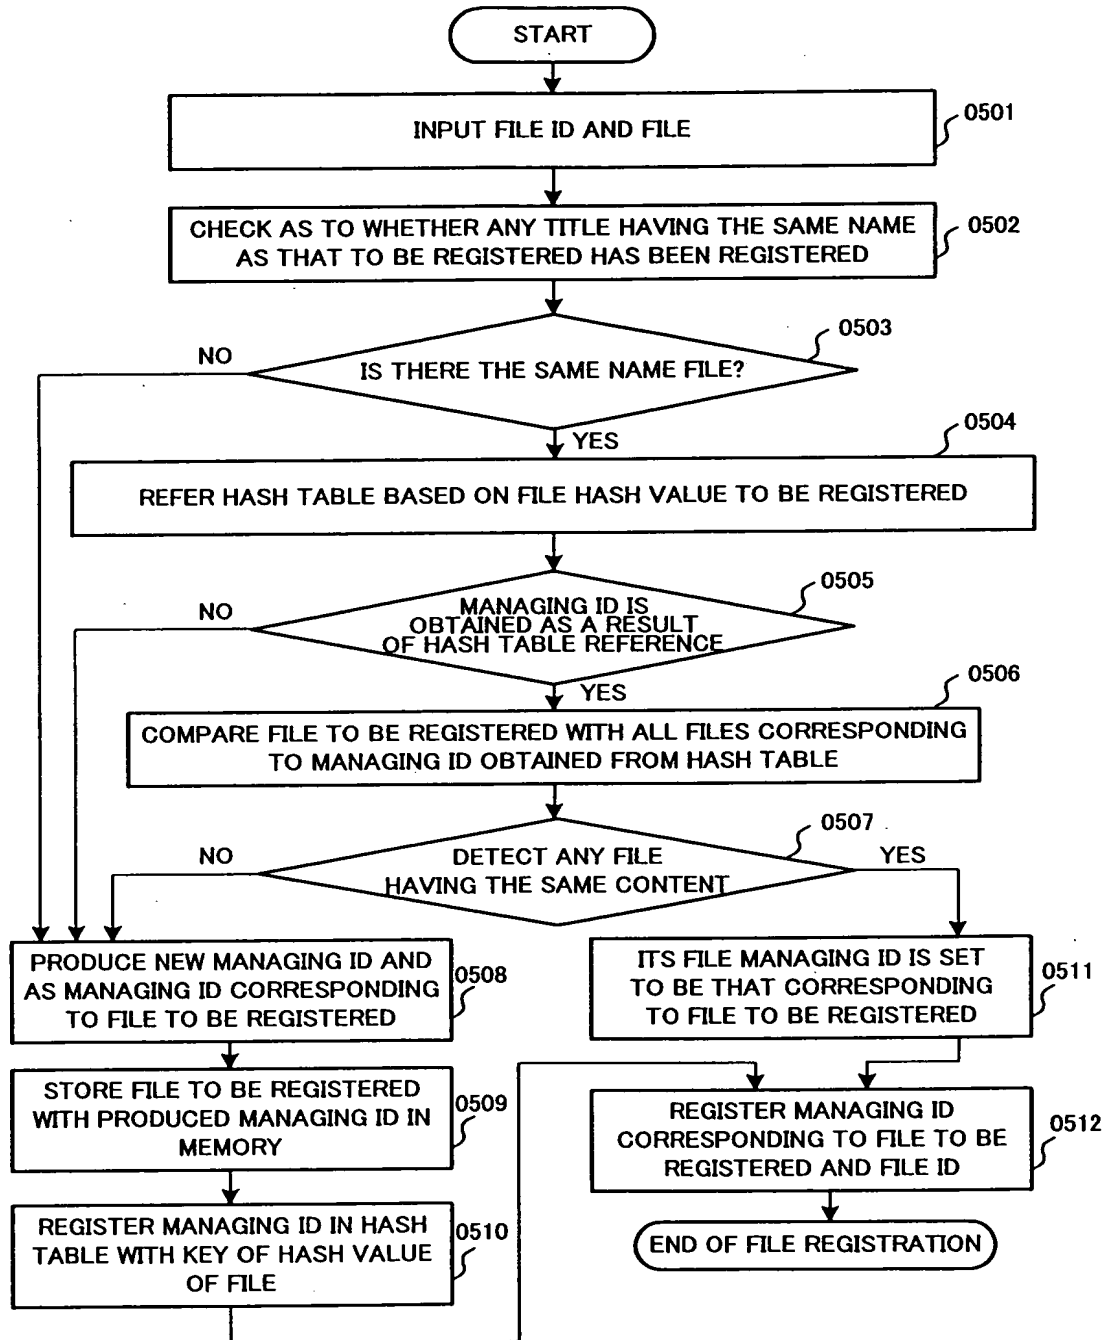 START
INPUT FILE ID AND FILE
0501
CHECK AS TO WHETHER ANY TITLE HAVING THE SAME NAME
AS THAT TO BE REGISTERED HAS BEEN REGISTERED
0502
IS THERE THE SAME NAME FILE?
0503
NO
YES
REFER HASH TABLE BASED ON FILE HASH VALUE TO BE REGISTERED
0504
MANAGING ID IS
OBTAINED AS A RESULT
OF HASH TABLE REFERENCE
0505
NO
YES
COMPARE FILE TO BE REGISTERED WITH ALL FILES CORRESPONDING
TO MANAGING ID OBTAINED FROM HASH TABLE
0506
DETECT ANY FILE
HAVING THE SAME CONTENT
0507
NO
YES
PRODUCE NEW MANAGING ID AND
AS MANAGING ID CORRESPONDING
TO FILE TO BE REGISTERED
0508
ITS FILE MANAGING ID IS SET
TO BE THAT CORRESPONDING
TO FILE TO BE REGISTERED
0511
STORE FILE TO BE REGISTERED
WITH PRODUCED MANAGING ID IN
MEMORY
0509
REGISTER MANAGING ID
CORRESPONDING TO FILE TO BE
REGISTERED AND FILE ID
0512
REGISTER MANAGING ID IN HASH
TABLE WITH KEY OF HASH VALUE
OF FILE
0510
END OF FILE REGISTRATION